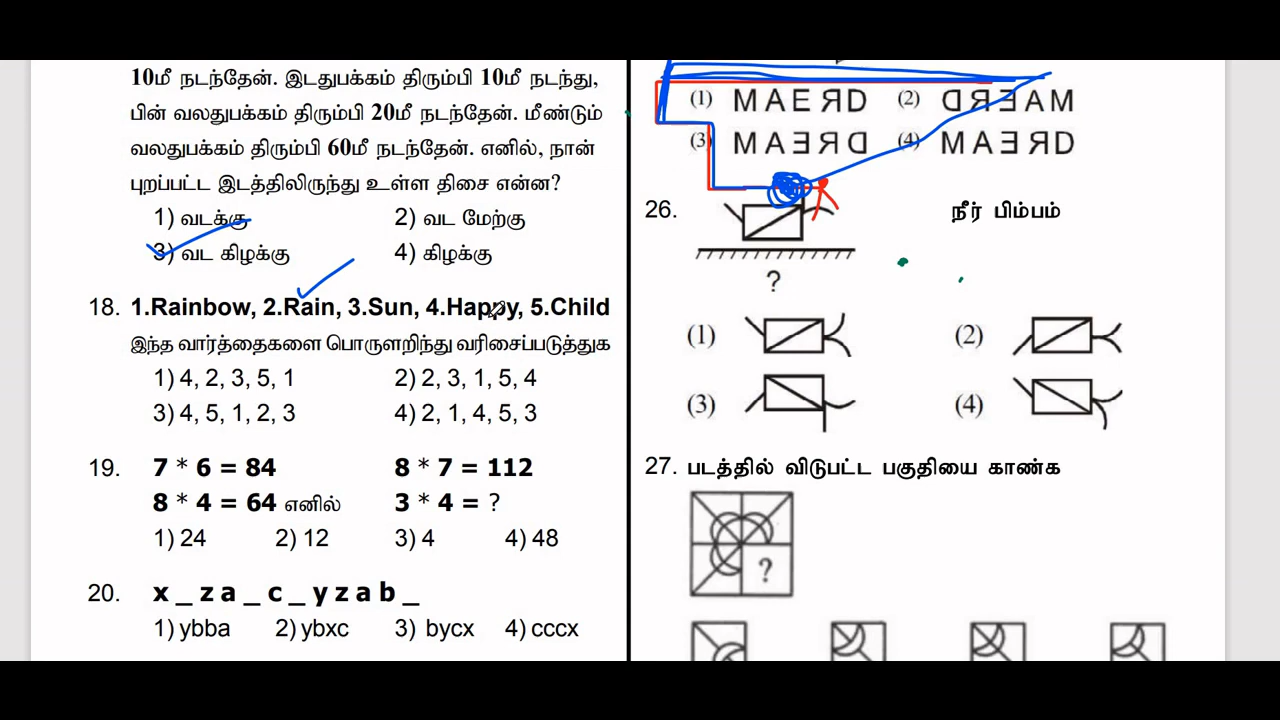 10மீ நடந்தேன். இடதுபக்கம் திரும்பி 10மீ நடந்து,
பின் வலதுபக்கம் திரும்பி 20மீ நடந்தேன். மீண்டும்
வலதுபக்கம் திரும்பி 60மீ நடந்தேன். எனில், நான்
புறப்பட்ட இடத்திலிருந்து உள்ள திசை என்ன?
1) வடக்கு 2) வட மேற்கு
3) வட கிழக்கு 4) கிழக்கு
18. 1.Rainbow, 2.Rain, 3.Sun, 4.Happy, 5.Child
இந்த வார்த்தைகளை பொருளறிந்து வரிசைப்படுத்துக
1) 4, 2, 3, 5, 1 2) 2, 3, 1, 5, 4
3) 4, 5, 1, 2, 3 4) 2, 1, 4, 5, 3
19. 7 * 6 = 84 8 * 7 = 112
8 * 4 = 64 எனில் 3 * 4 = ?
1) 24 2) 12 3) 4 4) 48
20. x _ z a _ c _ y z a b _
1) ybba 2) ybxc 3) bycx 4) cccx
(1) M A E Я D (2) ᗡ Я Ǝ A M
(3) M A Ǝ Я ᗡ (4) M A Ǝ Я D
26. நீர் பிம்பம்
?
(1) (2)
(3) (4)
27. படத்தில் விடுபட்ட பகுதியை காண்க
?